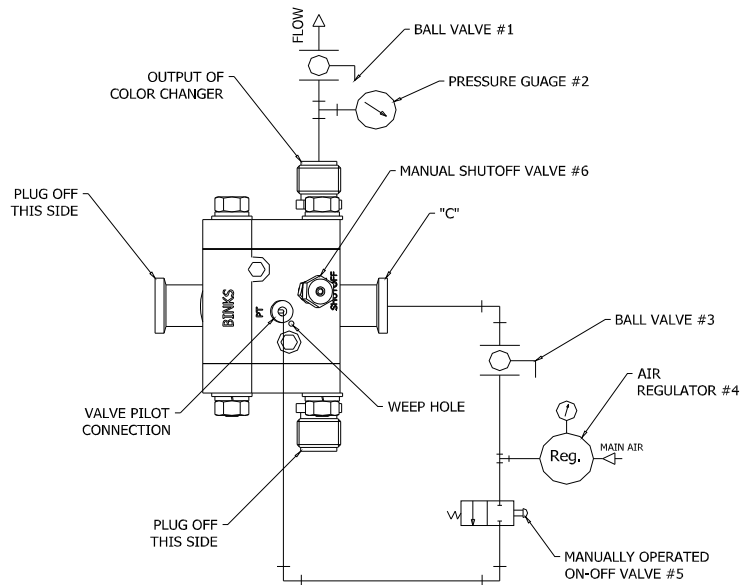 FLOW
BALL VALVE #1
OUTPUT OF
COLOR CHANGER
PRESSURE GUAGE #2
MANUAL SHUTOFF VALVE #6
PLUG OFF
THIS SIDE
"C"
SHUTOFF
BINKS
PT
BALL VALVE #3
AIR
REGULATOR #4
WEEP HOLE
VALVE PILOT
CONNECTION
Reg.
MAIN AIR
PLUG OFF
THIS SIDE
MANUALLY OPERATED
ON-OFF VALVE #5